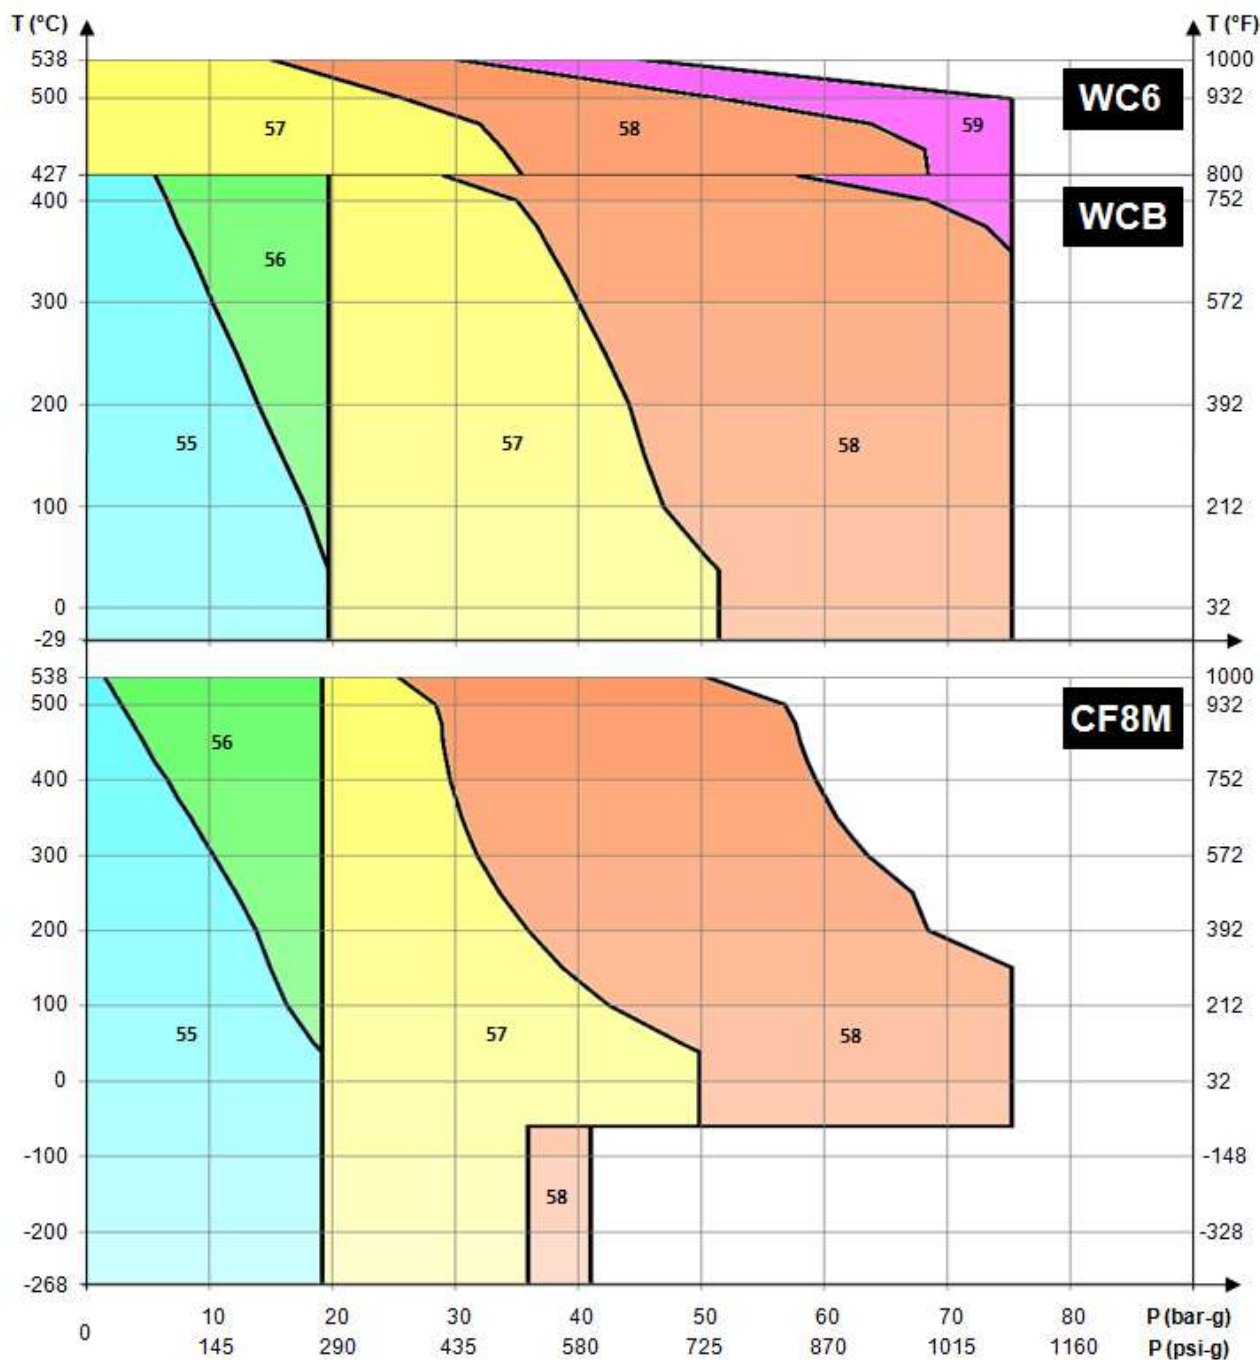 T (°C) T (°F)
538 1000
500 932 WC6
57 58 59
427 800
400 752 WCB
56
300 572
200 392
55 57 58
100 212
0 32
-29
538 1000
500 932 CF8M
56
400 752
300 572
200 392
100 212
55 57 58
0 32
-100 -148
58
-200 -328
-268
0 10 20 30 40 50 60 70 80 P (bar-g)
145 290 435 580 725 870 1015 1160 P (psi-g)